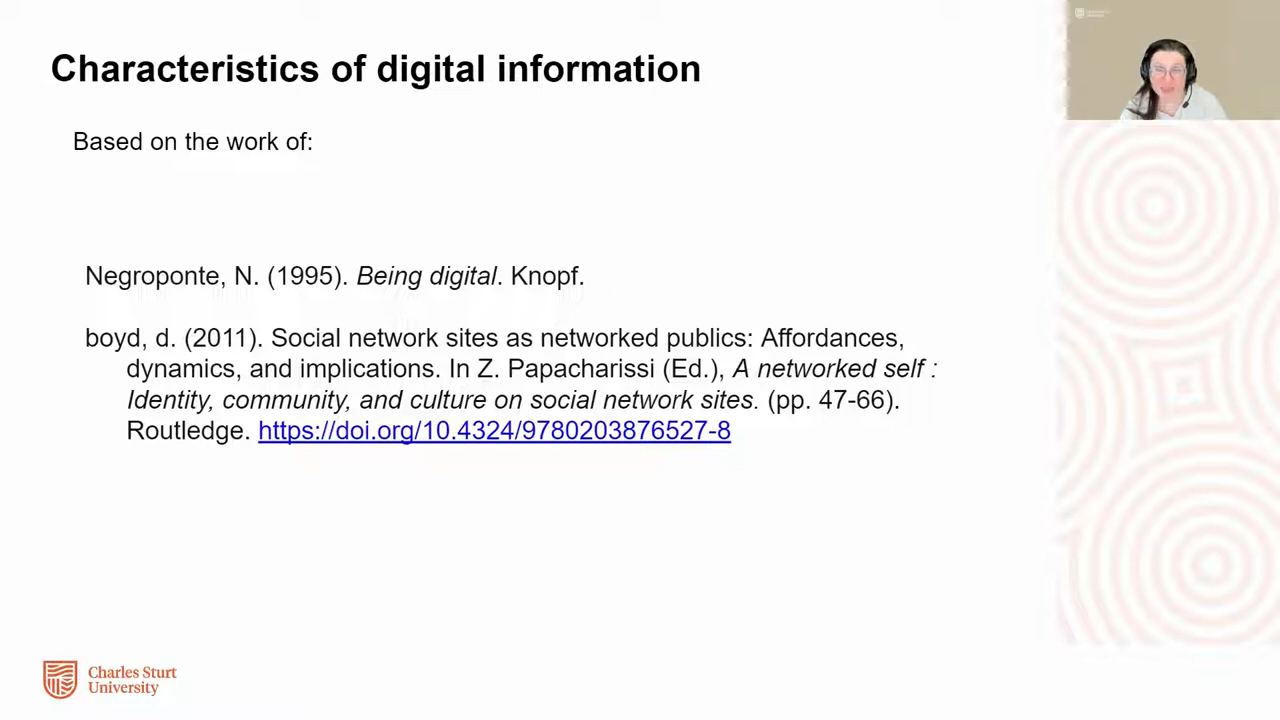 Characteristics of digital information
Based on the work of:
Negroponte, N. (1995). Being digital. Knopf.
boyd, d. (2011). Social network sites as networked publics: Affordances,
dynamics, and implications. In Z. Papacharissi (Ed.), A networked self :
Identity, community, and culture on social network sites. (pp. 47-66).
Routledge. https://doi.org/10.4324/9780203876527-8
Charles Sturt
University